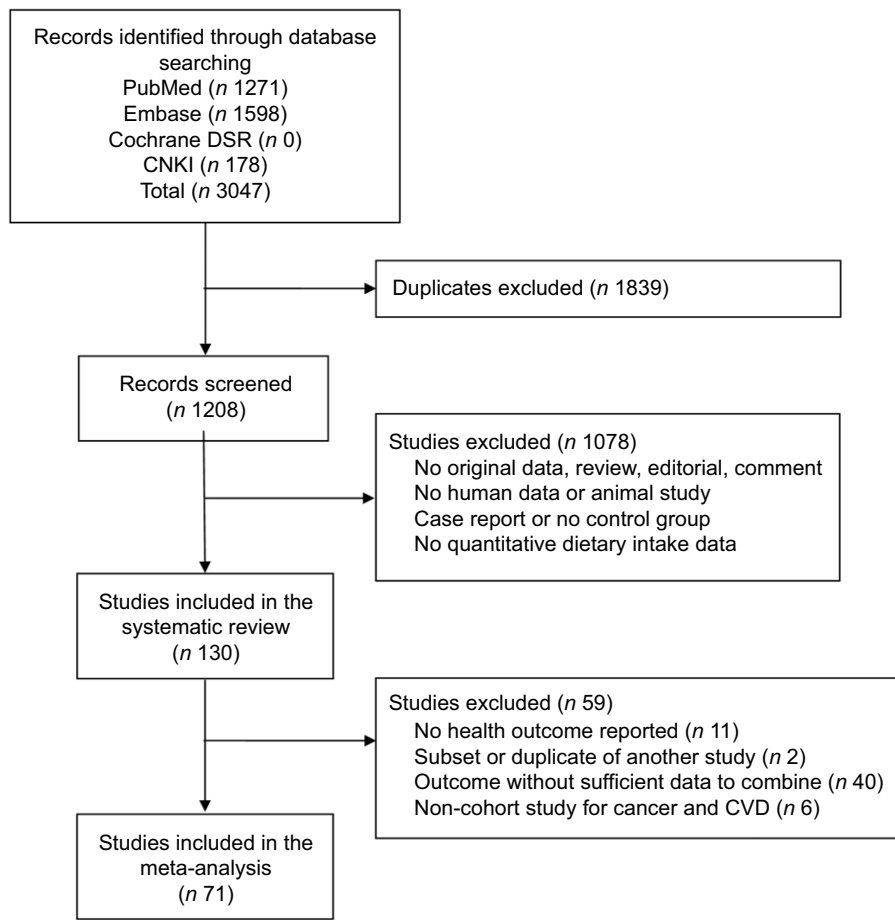 Records identified through database
searching
PubMed (n 1271)
Embase (n 1598)
Cochrane DSR (n 0)
CNKI (n 178)
Total (n 3047)
Duplicates excluded (n 1839)
Records screened
(n 1208)
Studies excluded (n 1078)
No original data, review, editorial, comment
No human data or animal study
Case report or no control group
No quantitative dietary intake data
Studies included in the
systematic review
(n 130)
Studies excluded (n 59)
No health outcome reported (n 11)
Subset or duplicate of another study (n 2)
Outcome without sufficient data to combine (n 40)
Non-cohort study for cancer and CVD (n 6)
Studies included in the
meta-analysis
(n 71)